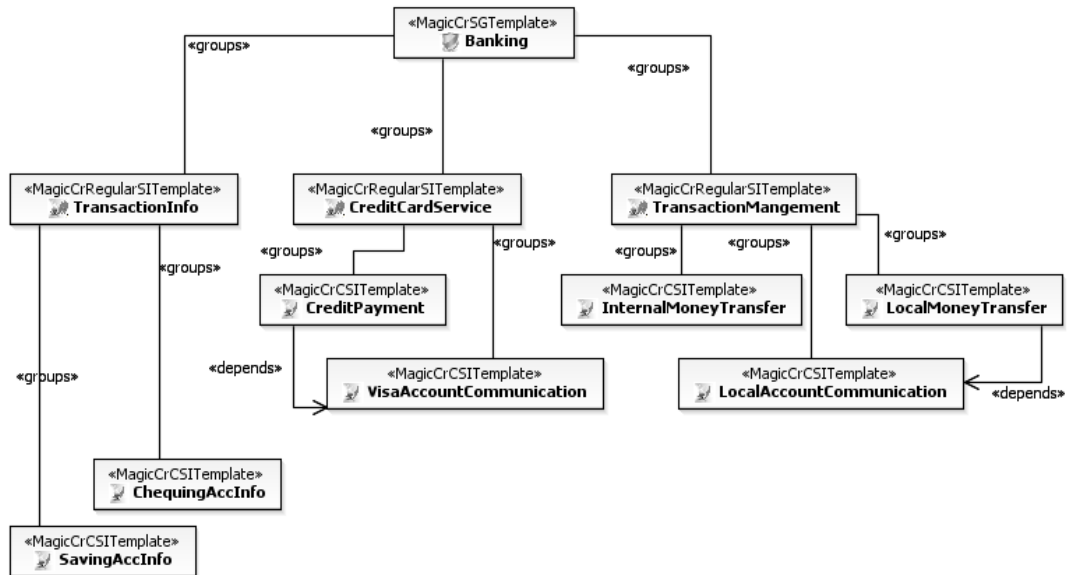 «MagicCrSGTemplate»
Banking
«groups»
«groups»
«groups»
«MagicCrRegularSITemplate»
TransactionInfo
«MagicCrRegularSITemplate»
CreditCardService
«MagicCrRegularSITemplate»
TransactionMangement
«groups»
«groups»
«groups»
«groups»
«groups»
«groups»
«MagicCrCSITemplate»
CreditPayment
«MagicCrCSITemplate»
InternalMoneyTransfer
«MagicCrCSITemplate»
LocalMoneyTransfer
«groups»
«depends»
«MagicCrCSITemplate»
VisaAccountCommunication
«MagicCrCSITemplate»
LocalAccountCommunication
«depends»
«MagicCrCSITemplate»
ChequingAccInfo
«MagicCrCSITemplate»
SavingAccInfo